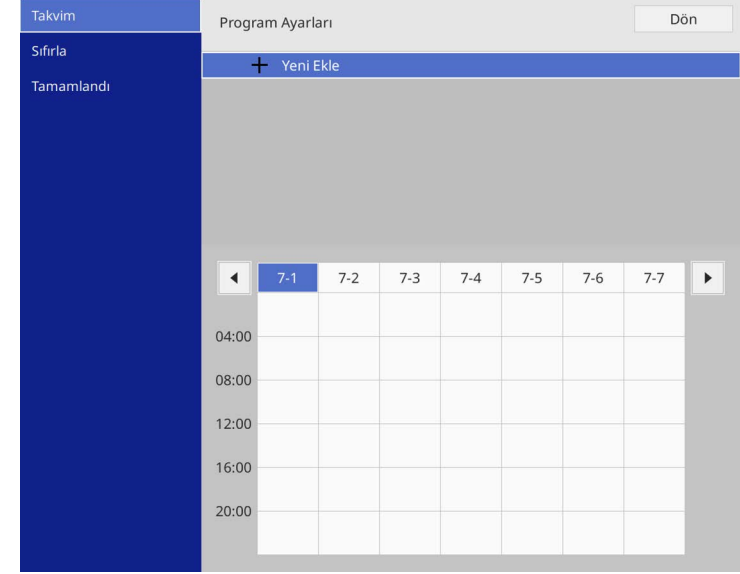 Takvim
Sıfırla
Tamamlandı
Program Ayarları
Dön
Yeni Ekle
7-1 7-2 7-3 7-4 7-5 7-6 7-7
04:00
08:00
12:00
16:00
20:00